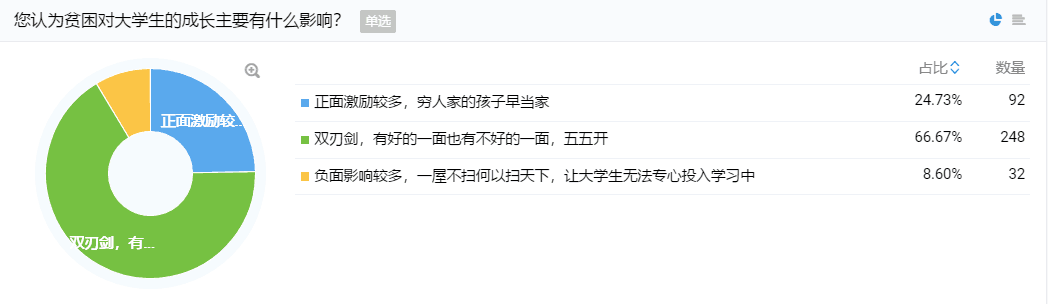 您认为贫困对大学生的成长主要有什么影响？ 单选
占比 数量
正面激励较多，穷人家的孩子早当家 24.73% 92
双刃剑，有好的一面也有不好的一面，五五开 66.67% 248
负面影响较多，一屋不扫何以扫天下，让大学生无法专心投入学习中 8.60% 32
正面激励较...
双刃剑，有...